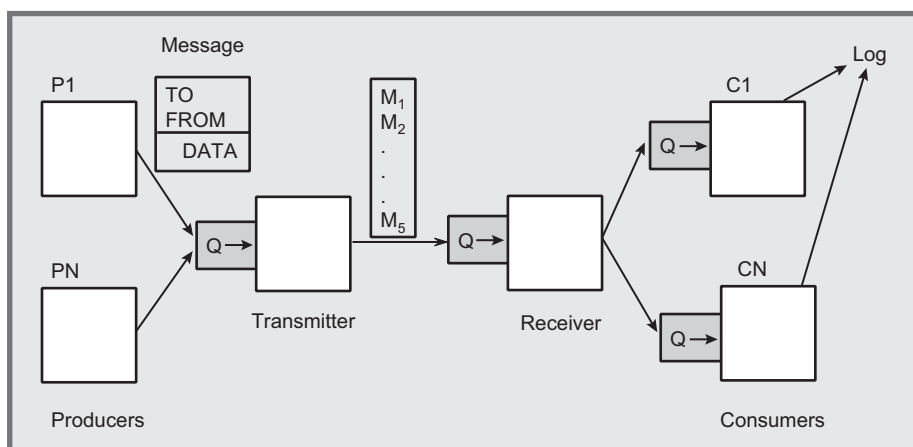 Message
Log
P1
TO
FROM
DATA
M₁
M₂
.
.
.
M₅
C1
Q
Q
Q
PN
CN
Transmitter
Receiver
Q
Producers
Consumers